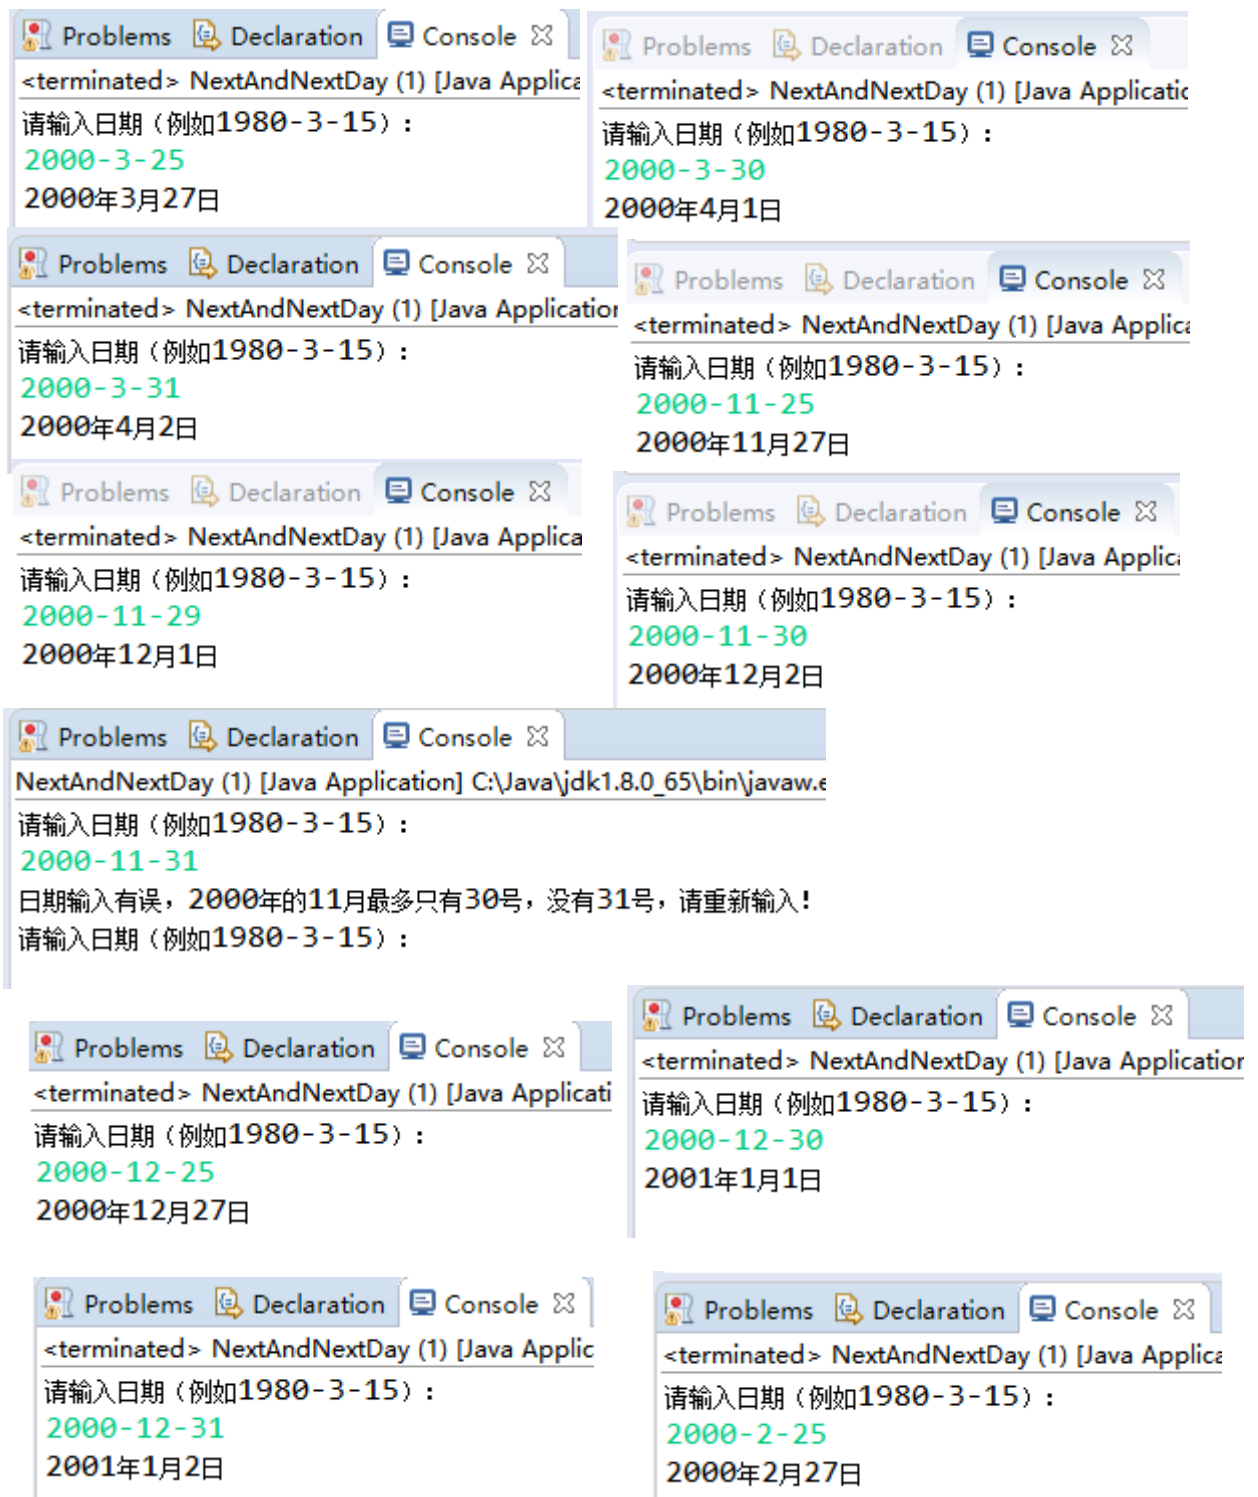 Problems Declaration Console
<terminated> NextAndNextDay (1) [Java Applica
请输入日期（例如1980-3-15）：
2000-3-25
2000年3月27日
Problems Declaration Console
<terminated> NextAndNextDay (1) [Java Applicatio
请输入日期（例如1980-3-15）：
2000-3-30
2000年4月1日
Problems Declaration Console
<terminated> NextAndNextDay (1) [Java Application
请输入日期（例如1980-3-15）：
2000-3-31
2000年4月2日
Problems Declaration Console
<terminated> NextAndNextDay (1) [Java Applica
请输入日期（例如1980-3-15）：
2000-11-25
2000年11月27日
Problems Declaration Console
<terminated> NextAndNextDay (1) [Java Applica
请输入日期（例如1980-3-15）：
2000-11-29
2000年12月1日
Problems Declaration Console
<terminated> NextAndNextDay (1) [Java Applic
请输入日期（例如1980-3-15）：
2000-11-30
2000年12月2日
Problems Declaration Console
NextAndNextDay (1) [Java Application] C:\Java\jdk1.8.0_65\bin\javaw.e
请输入日期（例如1980-3-15）：
2000-11-31
日期输入有误，2000年的11月最多只有30号，没有31号，请重新输入！
请输入日期（例如1980-3-15）：
Problems Declaration Console
<terminated> NextAndNextDay (1) [Java Applicati
请输入日期（例如1980-3-15）：
2000-12-25
2000年12月27日
Problems Declaration Console
<terminated> NextAndNextDay (1) [Java Application
请输入日期（例如1980-3-15）：
2000-12-30
2001年1月1日
Problems Declaration Console
<terminated> NextAndNextDay (1) [Java Applic
请输入日期（例如1980-3-15）：
2000-12-31
2001年1月2日
Problems Declaration Console
<terminated> NextAndNextDay (1) [Java Applica
请输入日期（例如1980-3-15）：
2000-2-25
2000年2月27日